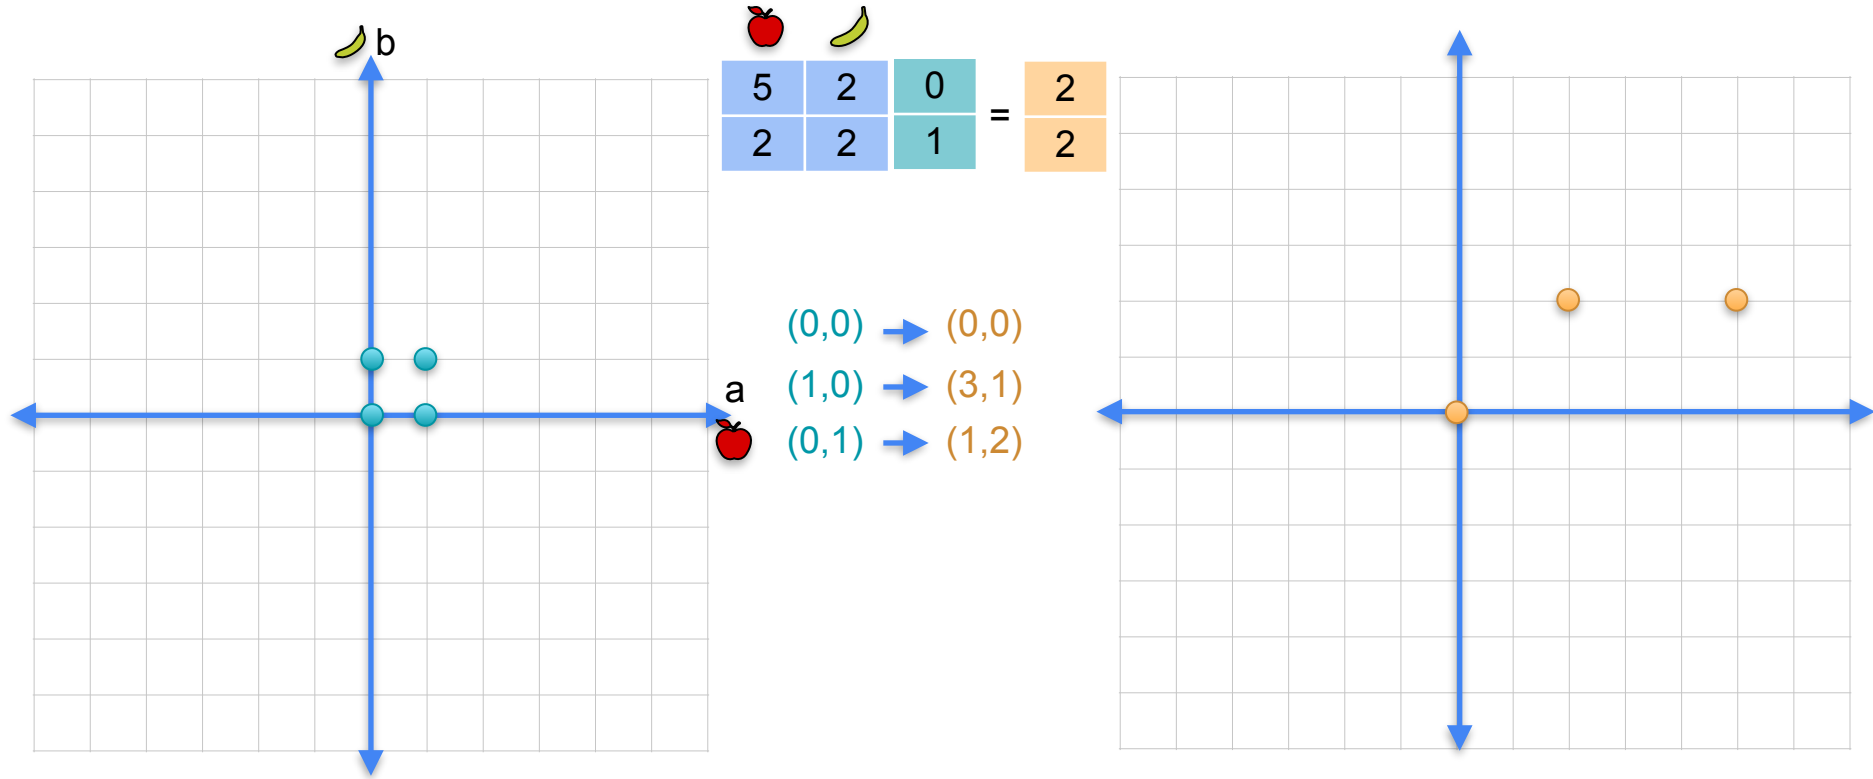 b
5 2 0 = 2
2 2 1 2
(0,0) (0,0)
a
(1,0) (3,1)
(0,1) (1,2)